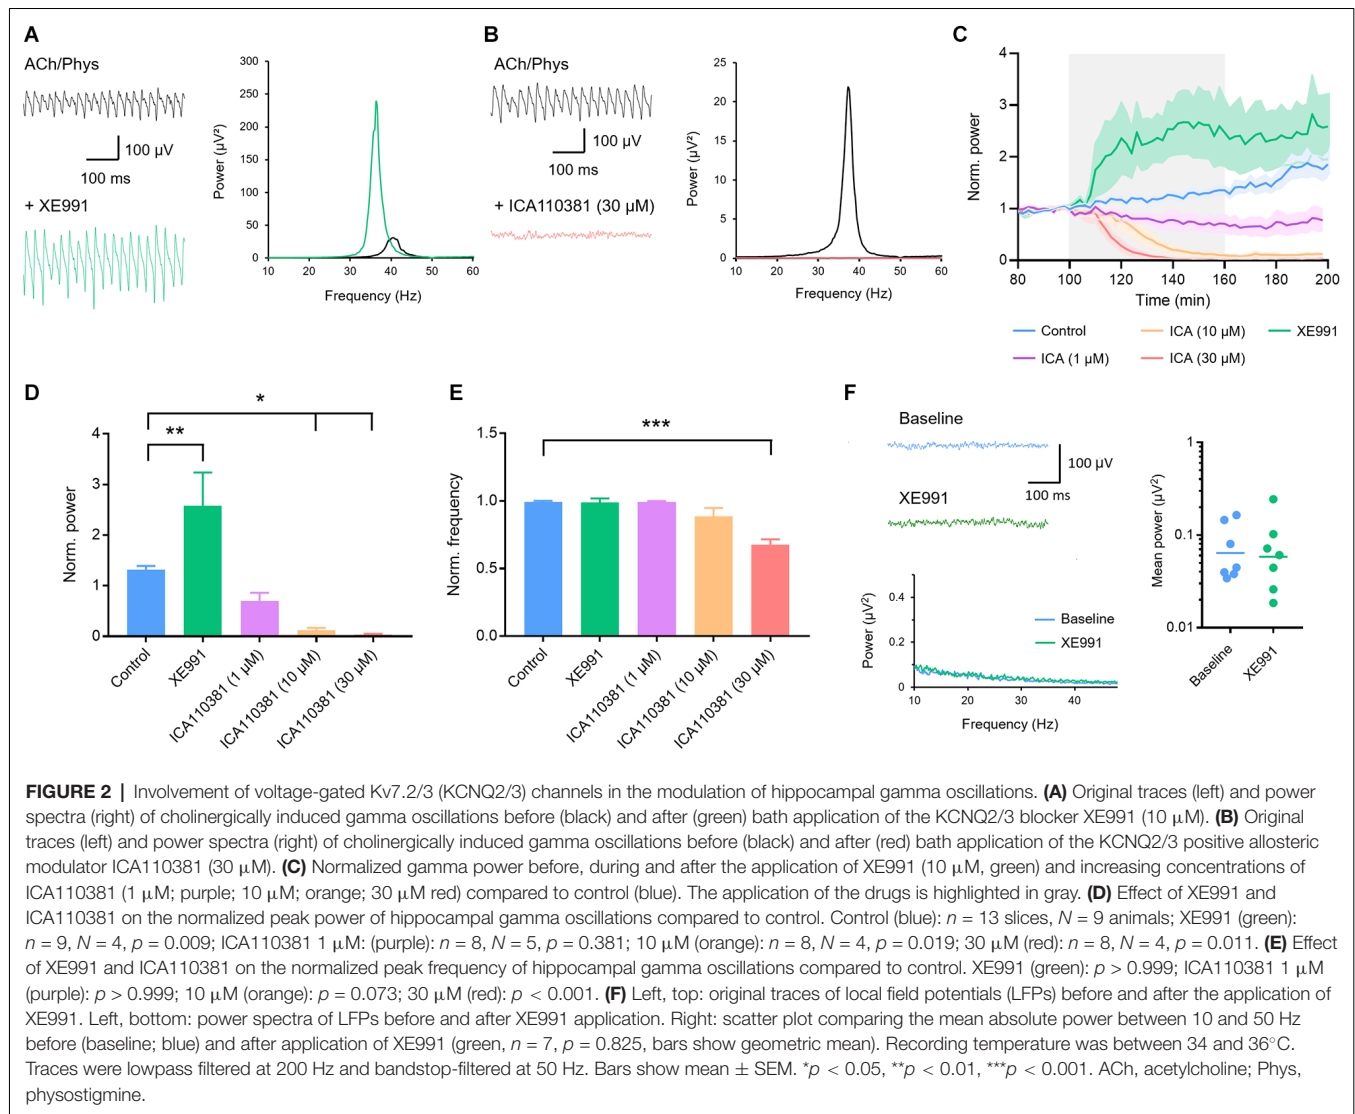 A
ACh/Phys
100 µV
100 ms
+ XE991
300
250
200
150
100
50
0
Power (µV²)
10 20 30 40 50 60
Frequency (Hz)
B
ACh/Phys
100 µV
100 ms
+ ICA110381 (30 µM)
25
20
15
10
5
0
Power (µV²)
10 20 30 40 50 60
Frequency (Hz)
C
4
3
2
1
0
Norm. power
80 100 120 140 160 180 200
Time (min)
Control
ICA (10 µM)
XE991
ICA (1 µM)
ICA (30 µM)
D
*
**
4
3
2
1
0
Norm. power
Control
XE991
ICA110381 (1 µM)
ICA110381 (10 µM)
ICA110381 (30 µM)
E
***
1.5
1.0
0.5
0.0
Norm. frequency
Control
XE991
ICA110381 (1 µM)
ICA110381 (10 µM)
ICA110381 (30 µM)
F
Baseline
100 µV
100 ms
XE991
0.4
0.2
0
Power (µV²)
Baseline
XE991
10 20 30 40
Frequency (Hz)
1
0.1
0.01
Mean power (µV²)
Baseline
XE991
FIGURE 2 | Involvement of voltage-gated Kv7.2/3 (KCNQ2/3) channels in the modulation of hippocampal gamma oscillations. (A) Original traces (left) and power
spectra (right) of cholinergically induced gamma oscillations before (black) and after (green) bath application of the KCNQ2/3 blocker XE991 (10 µM). (B) Original
traces (left) and power spectra (right) of cholinergically induced gamma oscillations before (black) and after (red) bath application of the KCNQ2/3 positive allosteric
modulator ICA110381 (30 µM). (C) Normalized gamma power before, during and after the application of XE991 (10 µM, green) and increasing concentrations of
ICA110381 (1 µM; purple; 10 µM; orange; 30 µM red) compared to control (blue). The application of the drugs is highlighted in gray. (D) Effect of XE991 and
ICA110381 on the normalized peak power of hippocampal gamma oscillations compared to control. Control (blue): n = 13 slices, N = 9 animals; XE991 (green):
n = 9, N = 4, p = 0.009; ICA110381 1 µM: (purple): n = 8, N = 5, p = 0.381; 10 µM (orange): n = 8, N = 4, p = 0.019; 30 µM (red): n = 8, N = 4, p = 0.011. (E) Effect
of XE991 and ICA110381 on the normalized peak frequency of hippocampal gamma oscillations compared to control. XE991 (green): p > 0.999; ICA110381 1 µM
(purple): p > 0.999; 10 µM (orange): p = 0.073; 30 µM (red): p < 0.001. (F) Left, top: original traces of local field potentials (LFPs) before and after the application of
XE991. Left, bottom: power spectra of LFPs before and after XE991 application. Right: scatter plot comparing the mean absolute power between 10 and 50 Hz
before (baseline; blue) and after application of XE991 (green, n = 7, p = 0.825, bars show geometric mean). Recording temperature was between 34 and 36°C.
Traces were lowpass filtered at 200 Hz and bandstop-filtered at 50 Hz. Bars show mean ± SEM. *p < 0.05, **p < 0.01, ***p < 0.001. ACh, acetylcholine; Phys,
physostigmine.